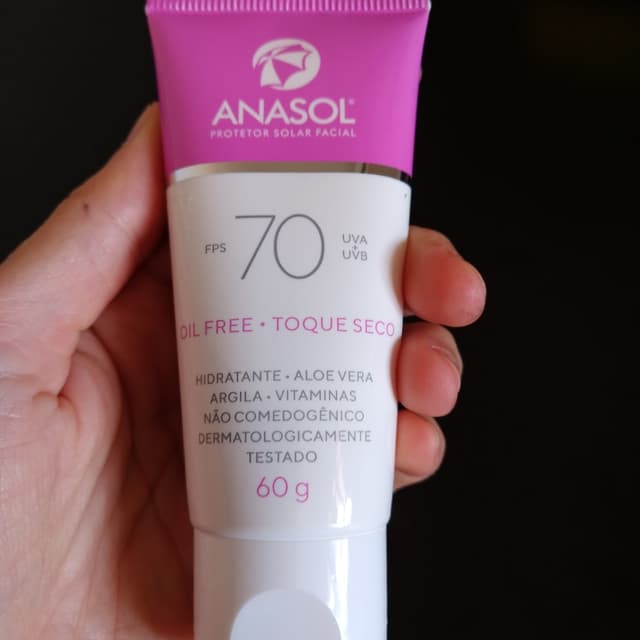 ANASOL
PROTETOR SOLAR FACIAL
FPS 70 UVA + UVB
OIL FREE • TOQUE SECO
HIDRATANTE • ALOE VERA
ARGILA • VITAMINAS
NÃO COMEDOGÊNICO
DERMATOLOGICAMENTE
TESTADO
60 g